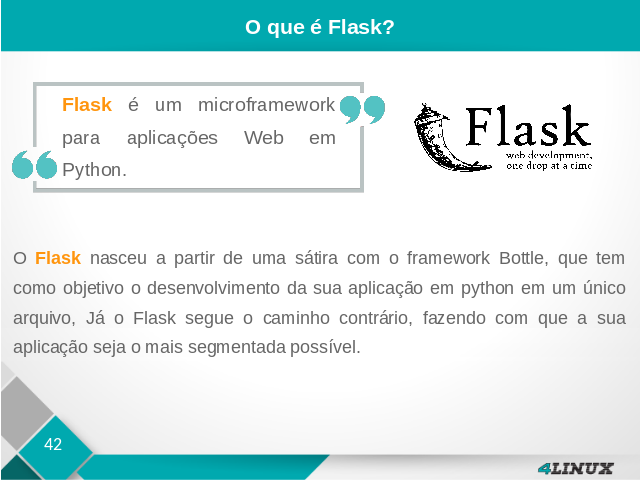 O que é Flask?
Flask é um microframework
para aplicações Web em
Python.
Flask
web development,
one drop at a time
O Flask nasceu a partir de uma sátira com o framework Bottle, que tem
como objetivo o desenvolvimento da sua aplicação em python em um único
arquivo, Já o Flask segue o caminho contrário, fazendo com que a sua
aplicação seja o mais segmentada possível.
42
4LINUX